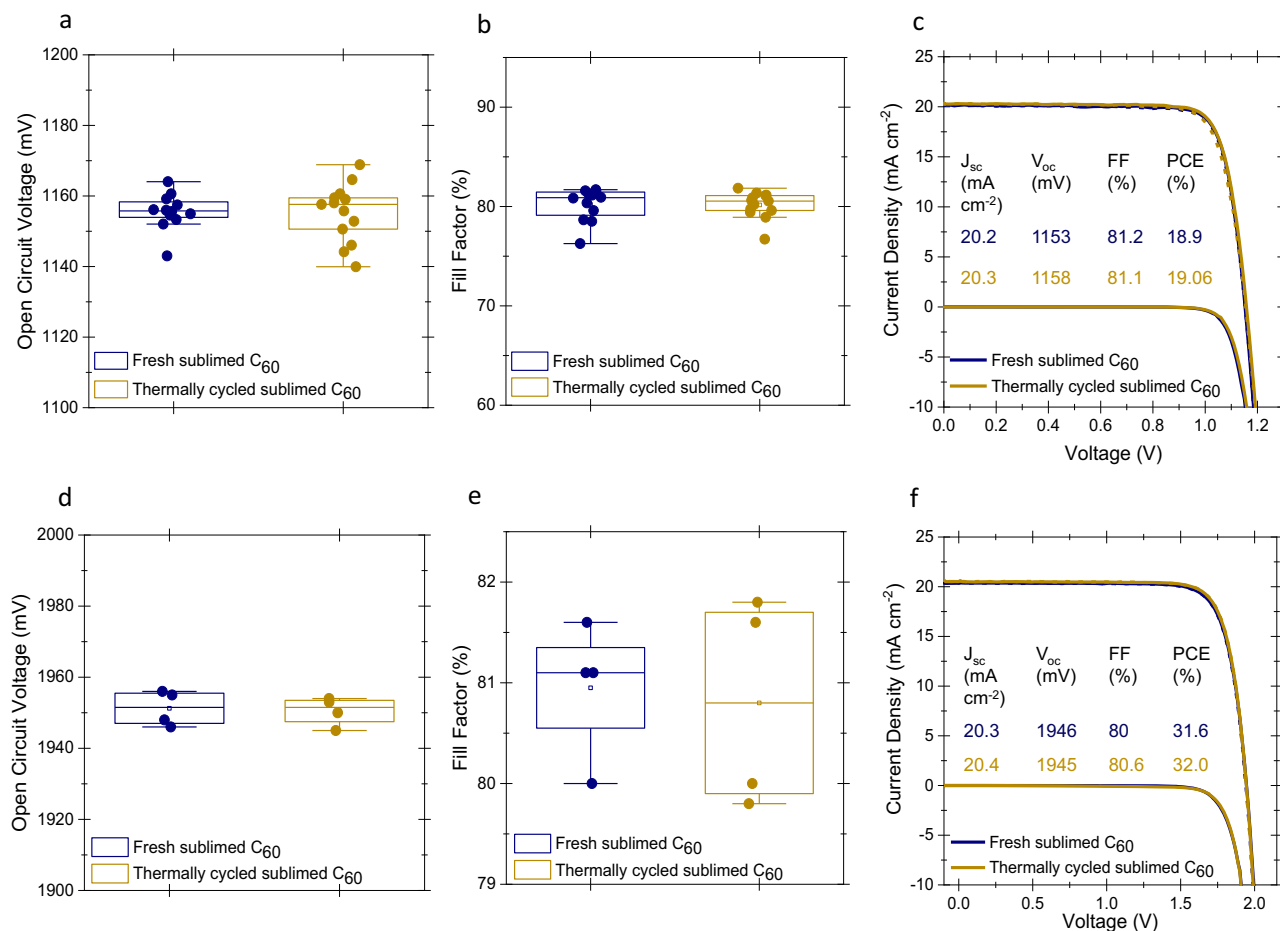 a
Open Circuit Voltage (mV)
1200
1180
1160
1140
1120
1100
Fresh sublimed C60
Thermally cycled sublimed C60
b
Fill Factor (%)
90
80
70
60
Fresh sublimed C60
Thermally cycled sublimed C60
c
Current Density (mA cm-2)
25
20
15
10
5
0
-5
-10
Jsc Voc FF PCE
(mA (mV) (%) (%)
cm-2)
20.2 1153 81.2 18.9
20.3 1158 81.1 19.06
Fresh sublimed C60
Thermally cycled sublimed C60
0.0 0.2 0.4 0.6 0.8 1.0 1.2
Voltage (V)
d
Open Circuit Voltage (mV)
2000
1980
1960
1940
1920
1900
Fresh sublimed C60
Thermally cycled sublimed C60
e
Fill Factor (%)
82
81
80
79
Fresh sublimed C60
Thermally cycled sublimed C60
f
Current Density (mA cm-2)
25
20
15
10
5
0
-5
-10
Jsc Voc FF PCE
(mA (mV) (%) (%)
cm-2)
20.3 1946 80 31.6
20.4 1945 80.6 32.0
Fresh sublimed C60
Thermally cycled sublimed C60
0.0 0.5 1.0 1.5 2.0
Voltage (V)